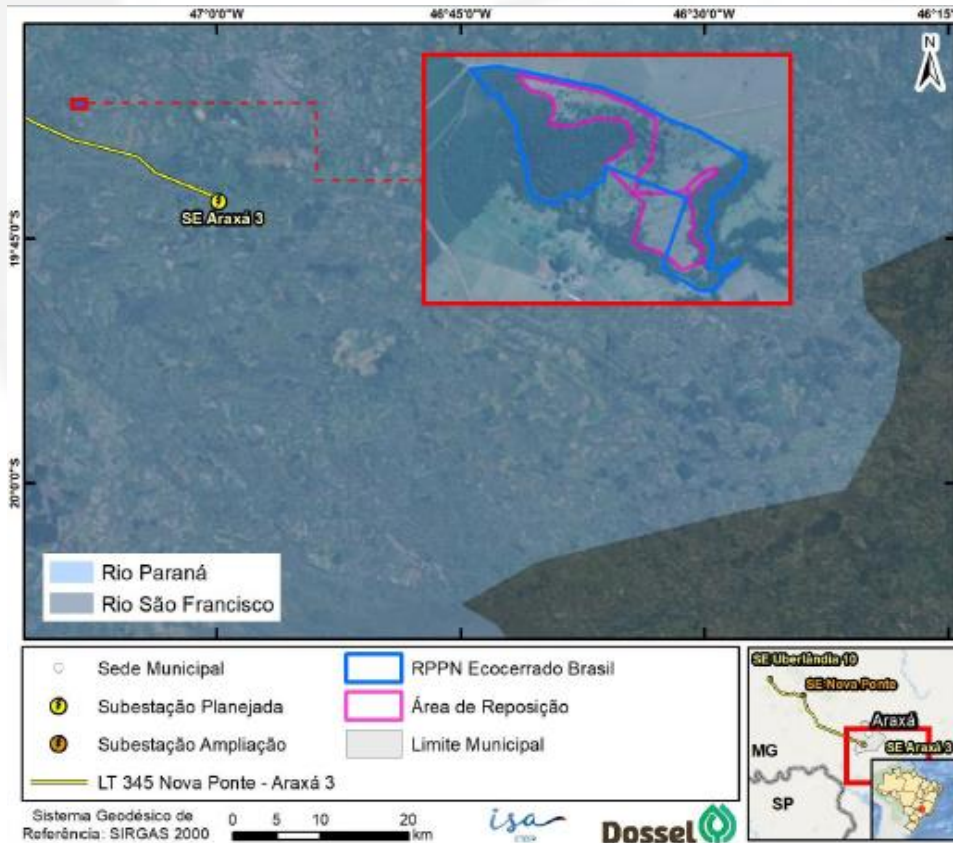 47°0'0"W
46°45'0"W
46°30'0"W
46°15'
N
SE Araxá 3
19°45'0"S
20°0'0"S
Rio Paraná
Rio São Francisco
Sede Municipal
RPPN Ecocerrado Brasil
Subestação Planejada
Área de Reposição
Subestação Ampliação
Limite Municipal
LT 345 Nova Ponte - Araxá 3
SE Uberlândia 10
SE Nova Ponte
Araxá
SE Araxá 3
MG
SP
Sistema Geodésico de
Referência: SIRGAS 2000
0 5 10 20
km
isa
Dossel